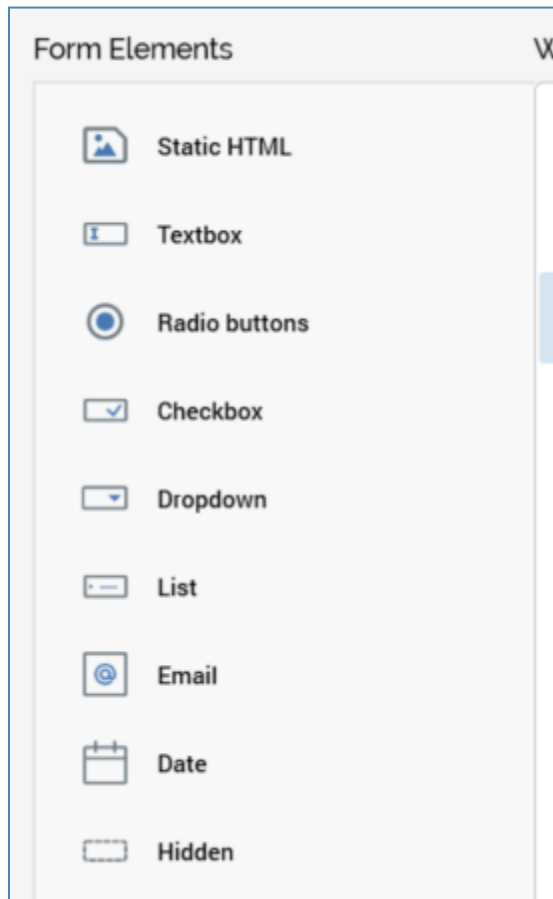 Form Elements
Static HTML
Textbox
Radio buttons
Checkbox
Dropdown
List
Email
Date
Hidden